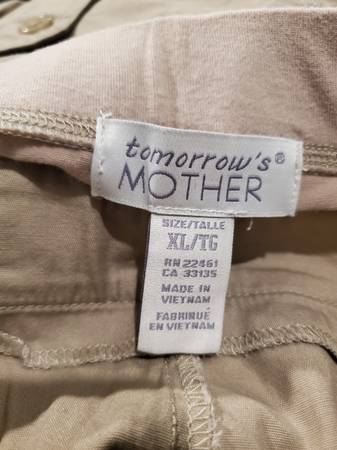 tomorrow's®
MOTHER
SIZE/TALLE
XL/TG
RN 22461
CA 33135
MADE IN
VIETNAM
FABRIQUÉ
EN VIETNAM